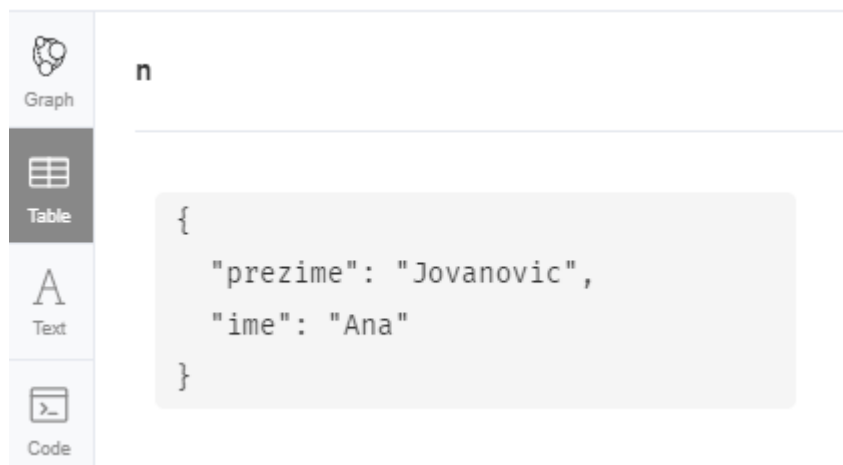 Graph
n
Table
{
"prezime": "Jovanovic",
"ime": "Ana"
}
A
Text
>_
Code